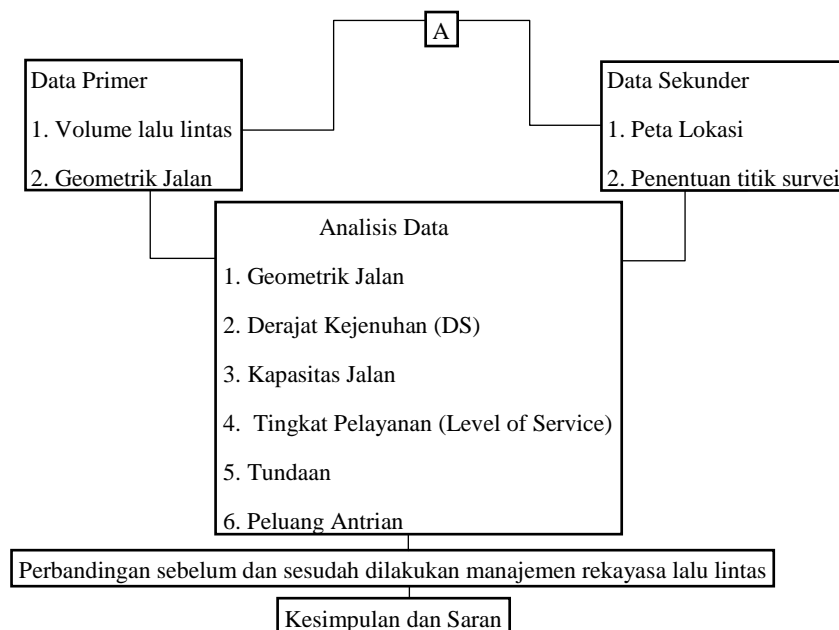 A
Data Primer
1. Volume lalu lintas
2. Geometrik Jalan
Data Sekunder
1. Peta Lokasi
2. Penentuan titik survei
Analisis Data
1. Geometrik Jalan
2. Derajat Kejenuhan (DS)
3. Kapasitas Jalan
4. Tingkat Pelayanan (Level of Service)
5. Tundaan
6. Peluang Antrian
Perbandingan sebelum dan sesudah dilakukan manajemen rekayasa lalu lintas
Kesimpulan dan Saran